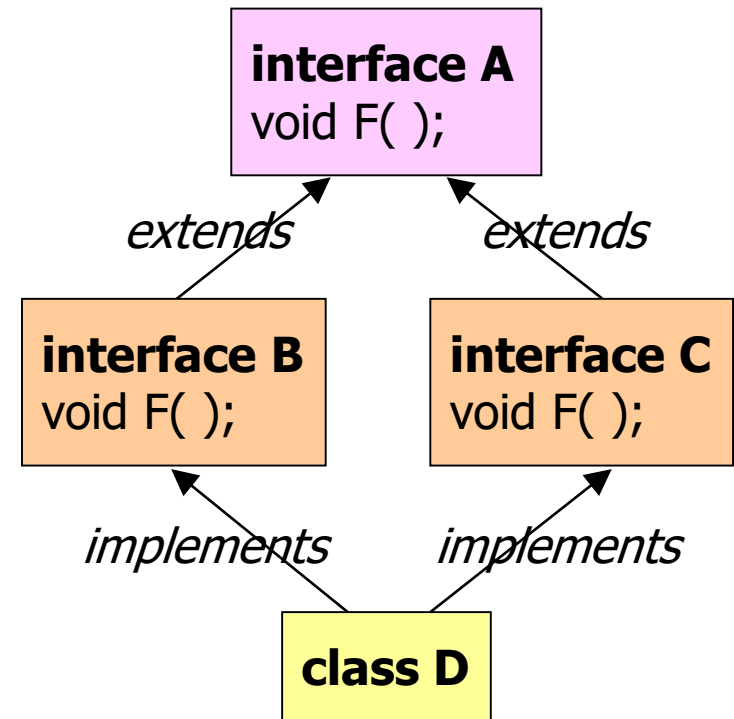 interface A
void F( );
extends
extends
interface B
void F( );
interface C
void F( );
implements
implements
class D